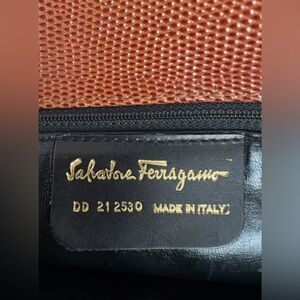 Salvatore Ferragamo
DD 21 2530 MADE IN ITALY